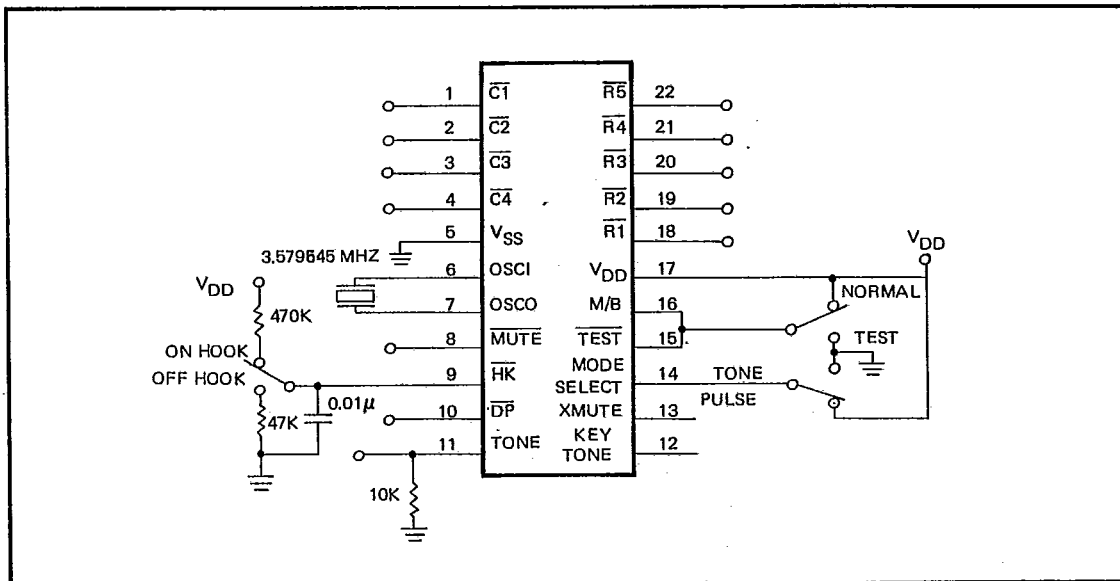 1 C1 R5 22
2 C2 R4 21
3 C3 R3 20
4 C4 R2 19
5 VSS R1 18
3.579545 MHZ
6 OSCI VDD 17
7 OSCO M/B 16
8 MUTE TEST 15
9 HK MODE SELECT 14
10 DP XMUTE 13
11 TONE KEY TONE 12
VDD
470K
ON HOOK
OFF HOOK
47K
0.01μ
10K
VDD
NORMAL
TEST
TONE
PULSE